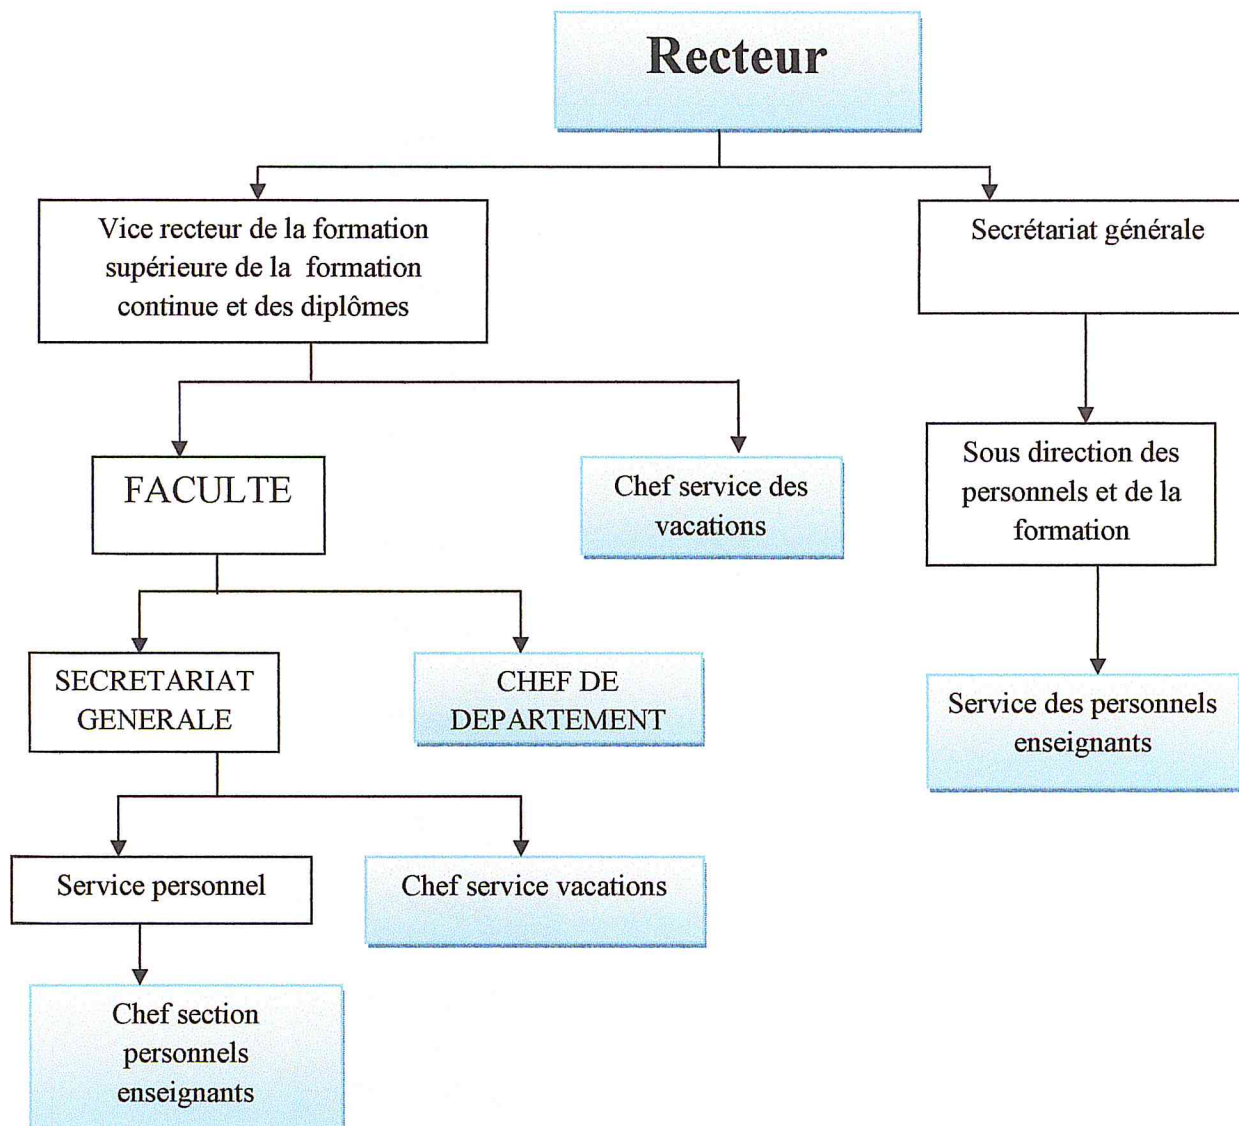 Recteur
Vice recteur de la formation
supérieure de la formation
continue et des diplômes
Secrétariat générale
FACULTE
Chef service des
vacations
Sous direction des
personnels et de la
formation
SECRETARIAT
GENERALE
CHEF DE
DEPARTEMENT
Service des personnels
enseignants
Service personnel
Chef service vacations
Chef section
personnels
enseignants